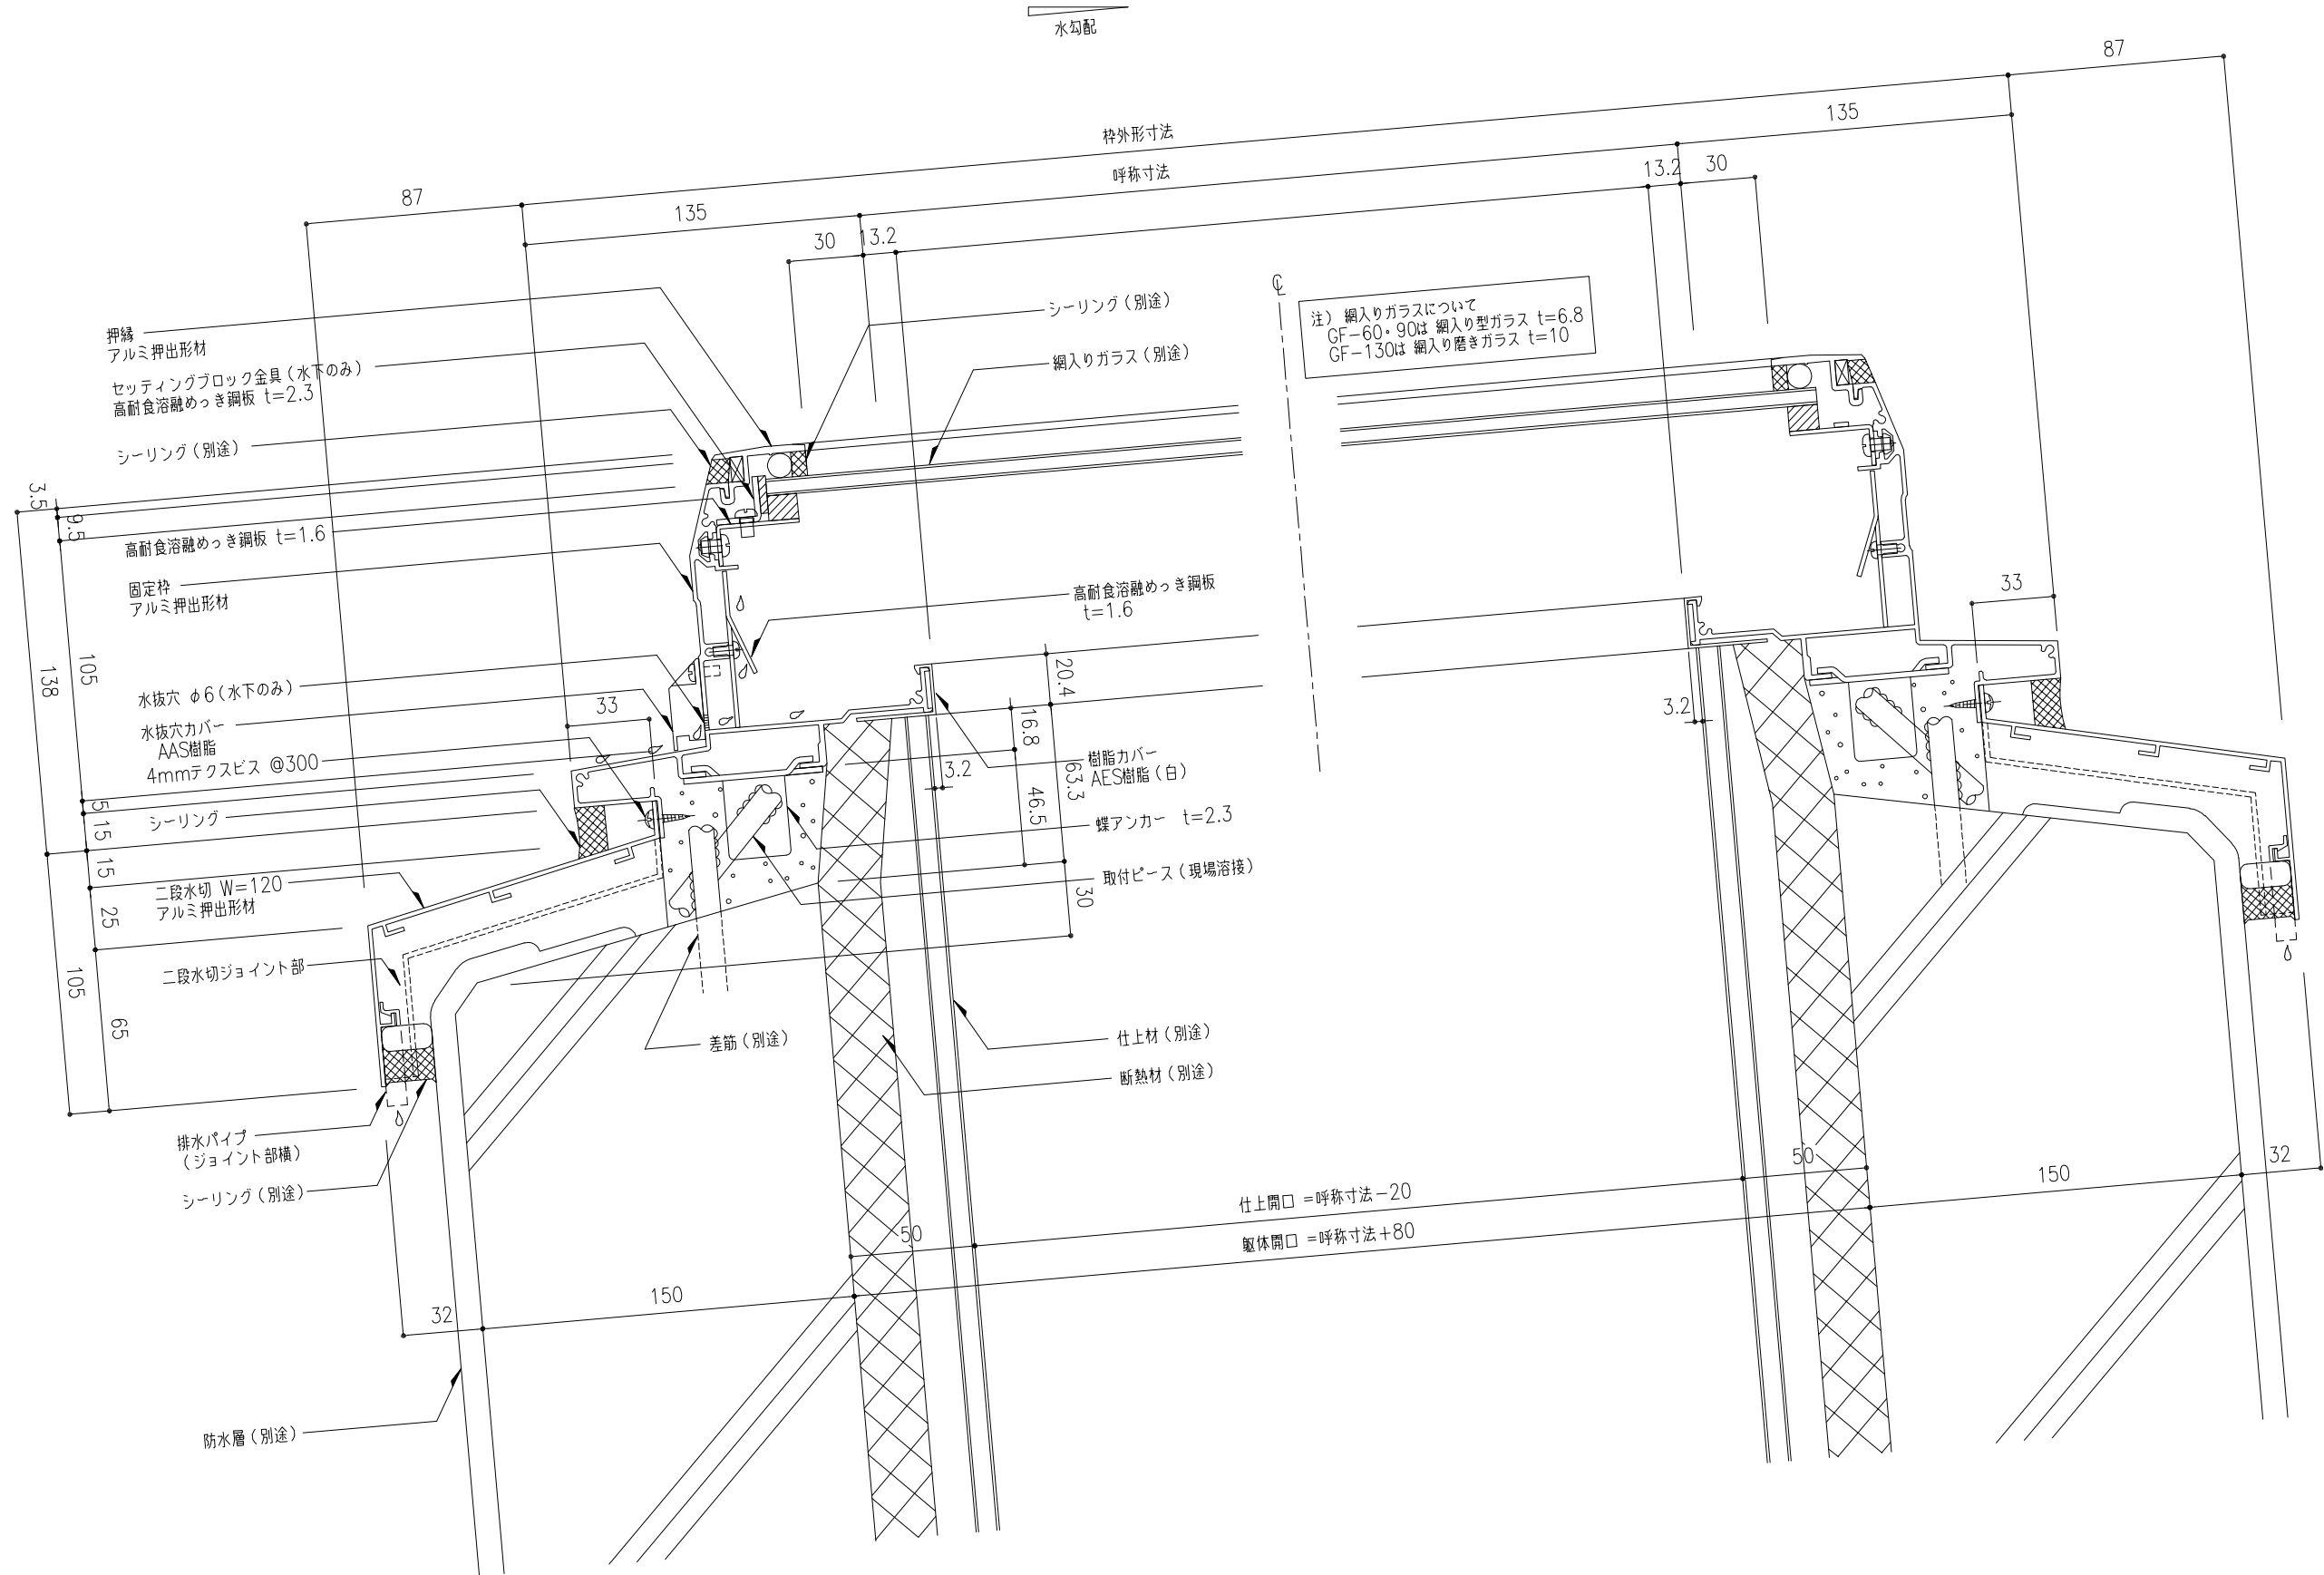 水勾配
87
枠外形寸法
135
呼称寸法
13.2
30
87
135
30
13.2
シーリング（別途）
網入りガラス（別途）
℄
注） 網入りガラスについて
GF−60・90は 網入り型ガラス t=6.8
GF−130は 網入り磨きガラス t=10
押縁
アルミ押出形材
セッティングブロック金具（水下のみ）
高耐食溶融めっき鋼板 t=2.3
シーリング（別途）
3.5
9.5
高耐食溶融めっき鋼板 t=1.6
固定枠
アルミ押出形材
高耐食溶融めっき鋼板
t=1.6
33
138
105
水抜穴 φ6（水下のみ）
33
水抜穴カバー
AAS樹脂
4mmテクスビス @300
20.4
16.8
3.2
3.2
63.3
46.5
樹脂カバー
AES樹脂（白）
5
15
シーリング
蝶アンカー t=2.3
15
二段水切 W=120
アルミ押出形材
取付ピース（現場溶接）
30
25
二段水切ジョイント部
105
65
差筋（別途）
仕上材（別途）
断熱材（別途）
排水パイプ
（ジョイント部横）
シーリング（別途）
50
150
32
仕上開口 =呼称寸法−20
50
躯体開口 =呼称寸法+80
32
150
防水層（別途）